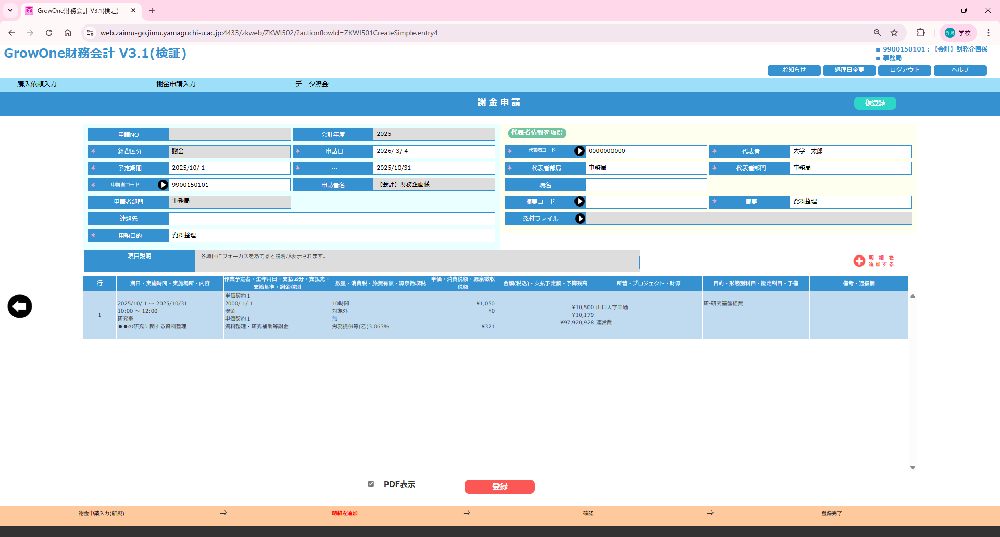 GrowOne財務会計 V3.1(検証) -
web.zaimu-go.jimu.yamaguchi-u.ac.jp:4433/zkweb/ZKWI502/?actionflowId=ZKWI501CreateSimple.entry4
秀晃 学校
GrowOne財務会計 V3.1(検証)
■ 9900150101：【会計】財務企画係
■ 事務局
お知らせ 処理日変更 ログアウト ヘルプ
購入依頼入力 謝金申請入力 データ照会
謝金申請
仮登録
申請NO 会計年度 2025
* 経費区分 謝金 * 申請日 2026/ 3/ 4
* 予定期間 2025/10/ 1 * ～ 2025/10/31
* 申請者コード 9900150101 申請者名 【会計】財務企画係
申請者部門 事務局
連絡先
* 用務目的 資料整理
代表者情報を取得
* 代表者コード 0000000000 * 代表者 大学　太郎
* 代表者部局 事務局 * 代表者部門 事務局
職名
摘要コード * 摘要 資料整理
添付ファイル
項目説明 各項目にフォーカスをあてると説明が表示されます。
明細を
追加する
行
期日・実施時間・実施場所・内容
作業予定者・生年月日・支払区分・支払先・
支給基準・謝金種別
数量・消費税・旅費有無・源泉徴収税
単価・消費税額・源泉徴収
税額
金額(税込)・支払予定額・予算残高
所管・プロジェクト・財源
目的・形態別科目・勘定科目・予備
備考・通信欄
1
2025/10/ 1 ～ 2025/10/31
10:00 ～ 12:00
研究室
●●の研究に関する資料整理
単価契約１
2000/ 1/ 1
現金
単価契約１
資料整理・研究補助等謝金
10時間
対象外
無
労務提供等(乙)3.063%
¥1,050
¥0
¥321
¥10,500
¥10,179
¥97,920,928
山口大学共通
運営費
研-研究基盤経費
PDF表示
登録
謝金申請入力(新規) ⇒ 明細を追加 ⇒ 確認 ⇒ 登録完了